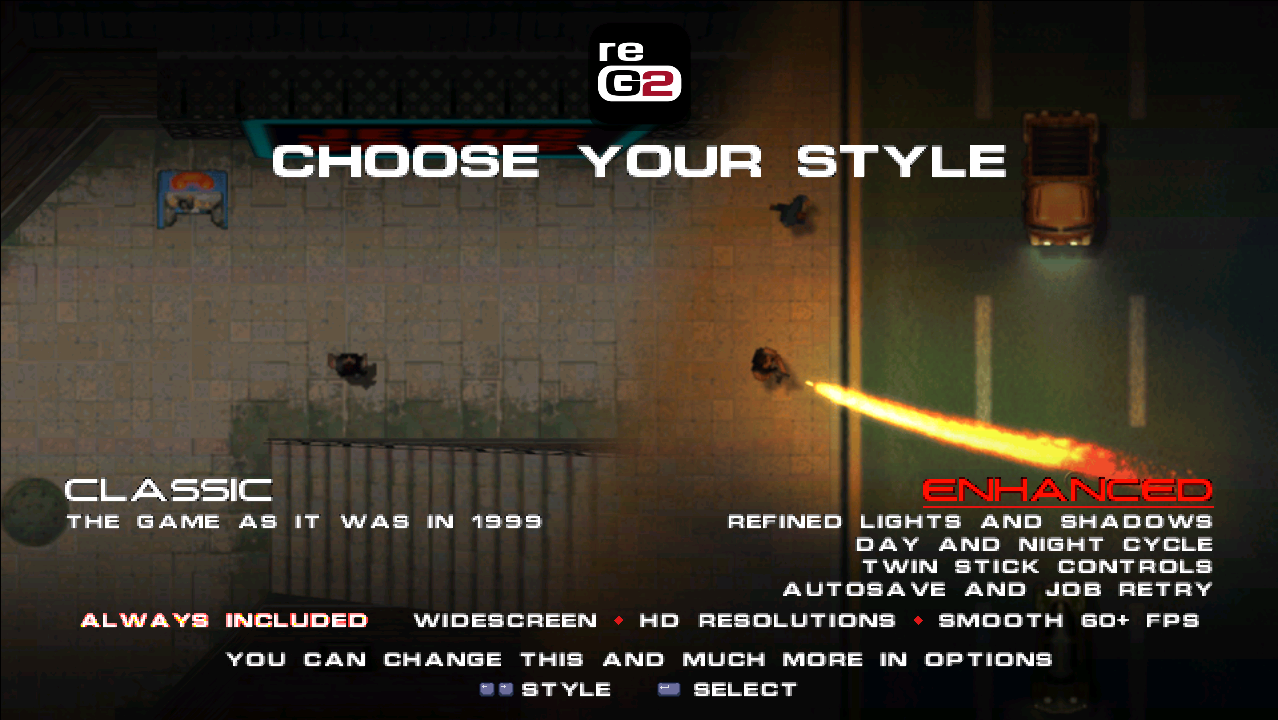 re
G2
JESUS
CHOOSE YOUR STYLE
CLASSIC
THE GAME AS IT WAS IN 1999
ENHANCED
REFINED LIGHTS AND SHADOWS
DAY AND NIGHT CYCLE
TWIN STICK CONTROLS
AUTOSAVE AND JOB RETRY
ALWAYS INCLUDED WIDESCREEN ◆ HD RESOLUTIONS ◆ SMOOTH 60+ FPS
YOU CAN CHANGE THIS AND MUCH MORE IN OPTIONS
STYLE SELECT